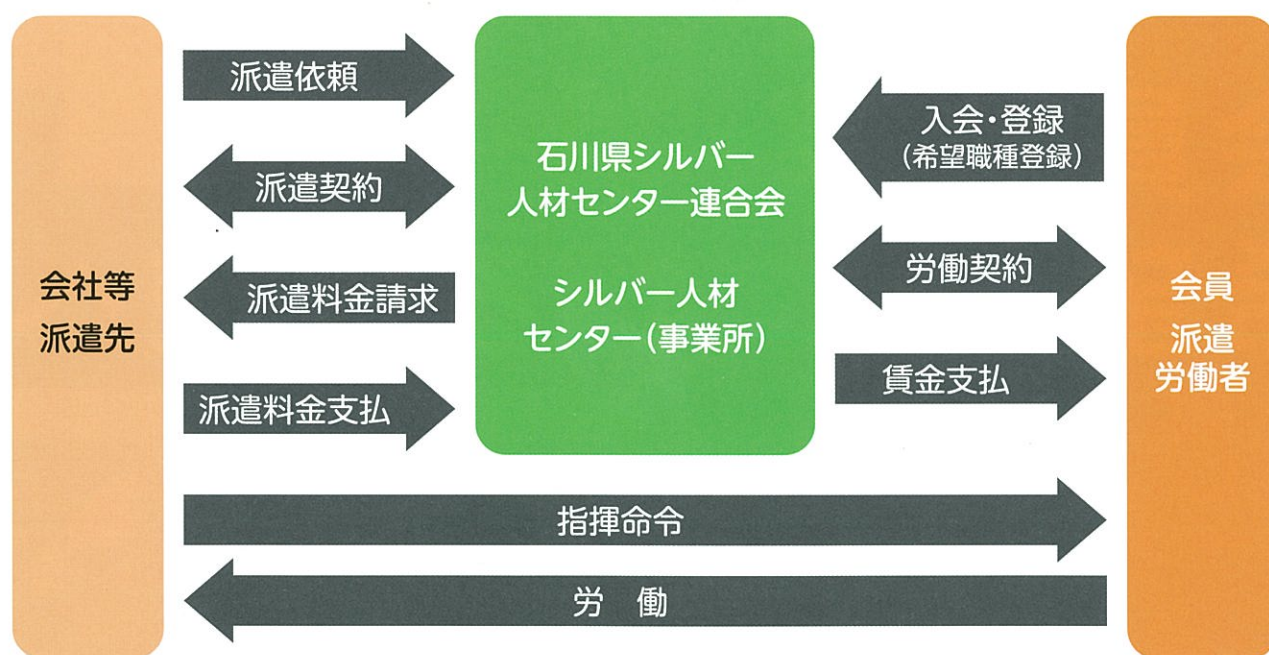 会社等
派遣先
派遣依頼
派遣契約
派遣料金請求
派遣料金支払
石川県シルバー
人材センター連合会
シルバー人材
センター(事業所)
入会・登録
(希望職種登録)
労働契約
賃金支払
会員
派遣
労働者
指揮命令
労 働